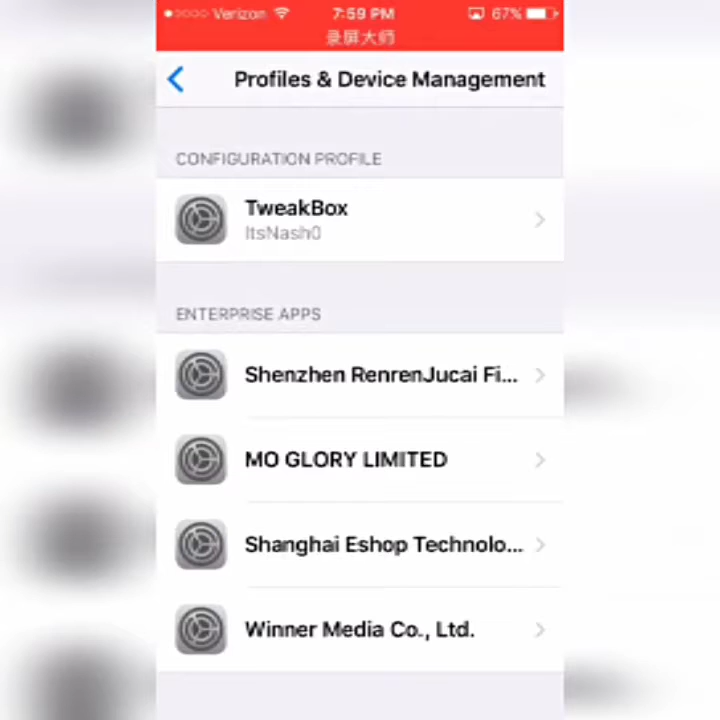 Verizon 7:59 PM 67%
录屏大师
Profiles & Device Management
CONFIGURATION PROFILE
TweakBox
ItsNash0
ENTERPRISE APPS
Shenzhen RenrenJucai Fi...
MO GLORY LIMITED
Shanghai Eshop Technolo...
Winner Media Co., Ltd.